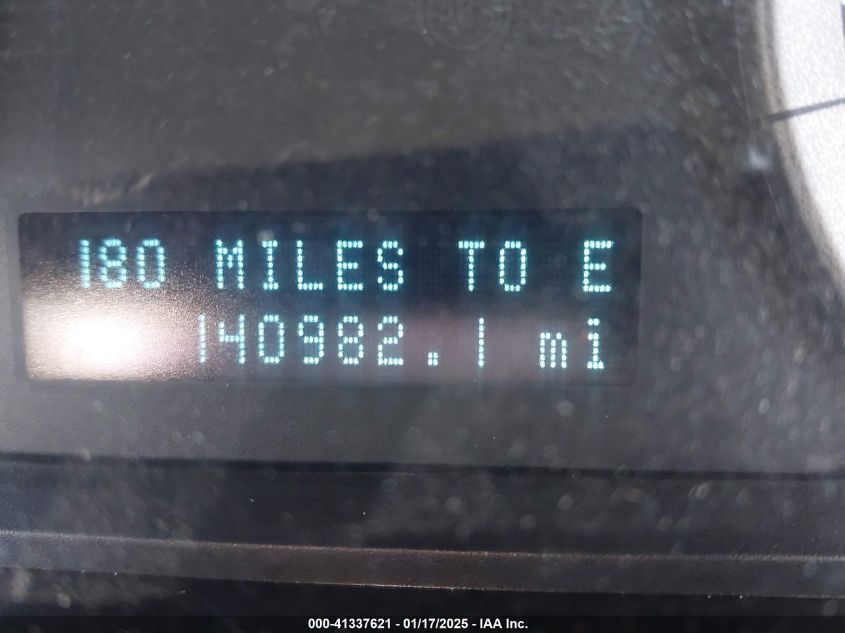 180 MILES TO E
140982.1 mi
000-41337621 - 01/17/2025 - IAA Inc.